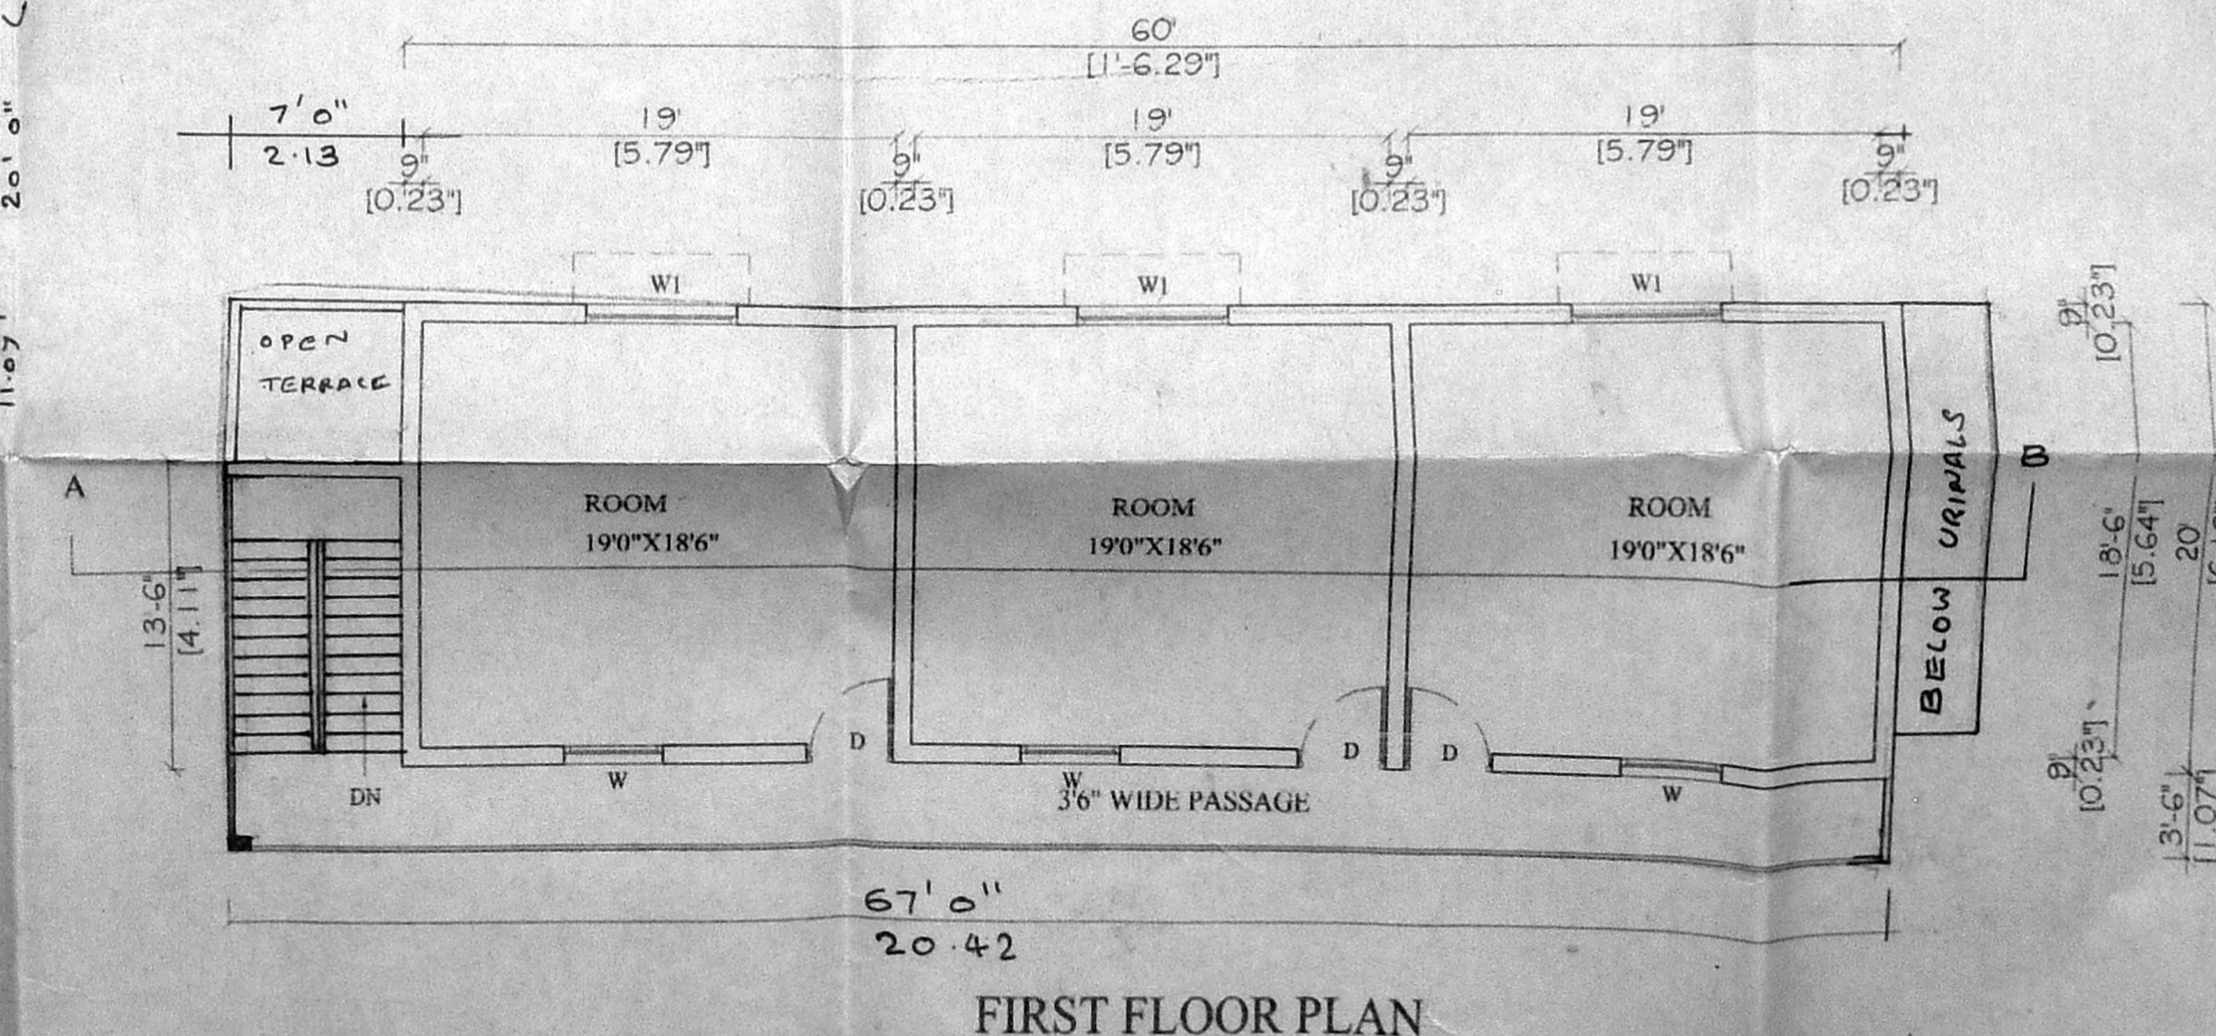 60'
[1'-6.29"]
7'0"
19'
19'
19'
2.13
[5.79"]
[5.79"]
[5.79"]
9"
9"
9"
9"
[0.23"]
[0.23"]
[0.23"]
[0.23"]
20'0"
11.07
W1
W1
W1
OPEN
TERRACE
9"
[0.23"]
A
B
ROOM
19'0"X18'6"
ROOM
19'0"X18'6"
ROOM
19'0"X18'6"
BELOW URINALS
13'-6"
[4.11"]
18'-6"
[5.64"]
20'
D
D
D
W
W
W
DN
3'6" WIDE PASSAGE
9"
[0.23"]
3'-6"
[1.07"]
67'0"
20.42
FIRST FLOOR PLAN